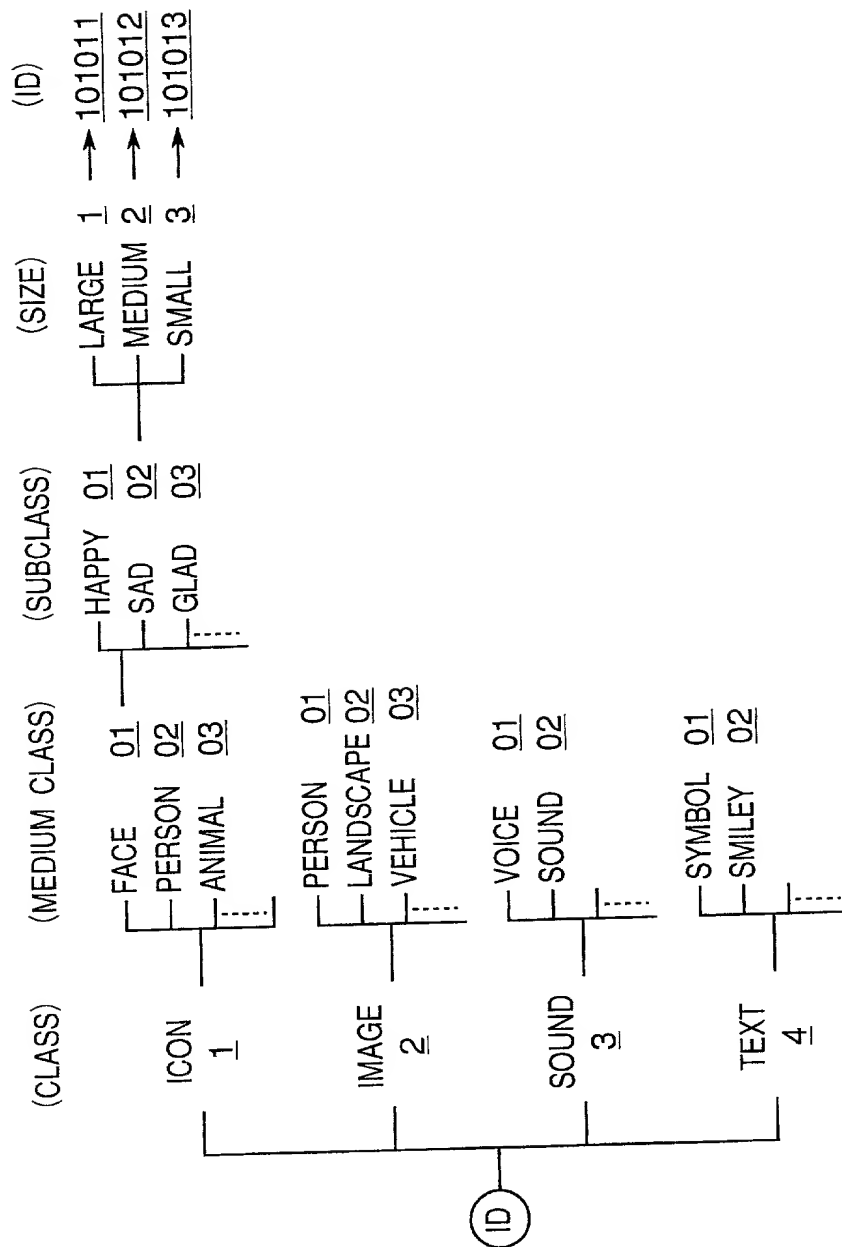 (CLASS) (MEDIUM CLASS) (SUBCLASS) (SIZE) (ID)
ID
ICON
1
FACE 01
PERSON 02
ANIMAL 03
HAPPY 01
SAD 02
GLAD 03
LARGE 1 101011
MEDIUM 2 101012
SMALL 3 101013
IMAGE
2
PERSON 01
LANDSCAPE 02
VEHICLE 03
SOUND
3
VOICE 01
SOUND 02
TEXT
4
SYMBOL 01
SMILEY 02